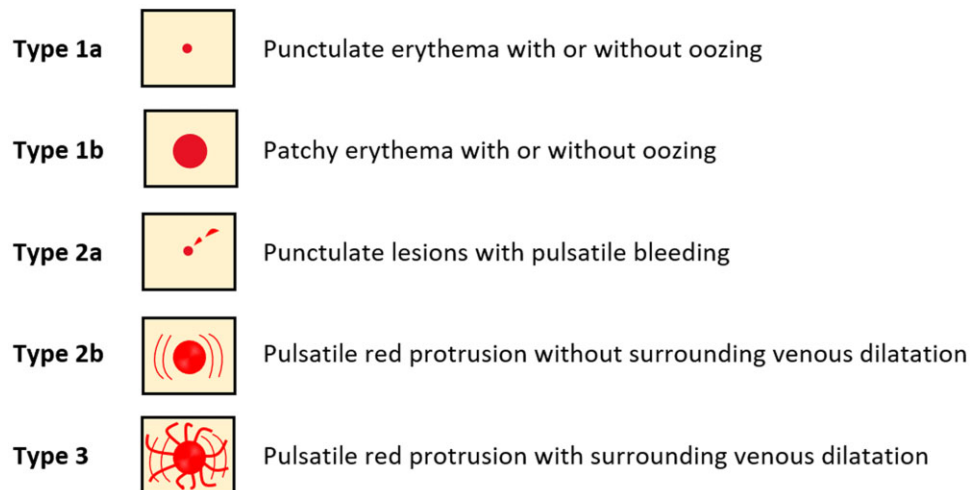 Type 1a Punctulate erythema with or without oozing
Type 1b Patchy erythema with or without oozing
Type 2a Punctulate lesions with pulsatile bleeding
Type 2b Pulsatile red protrusion without surrounding venous dilatation
Type 3 Pulsatile red protrusion with surrounding venous dilatation